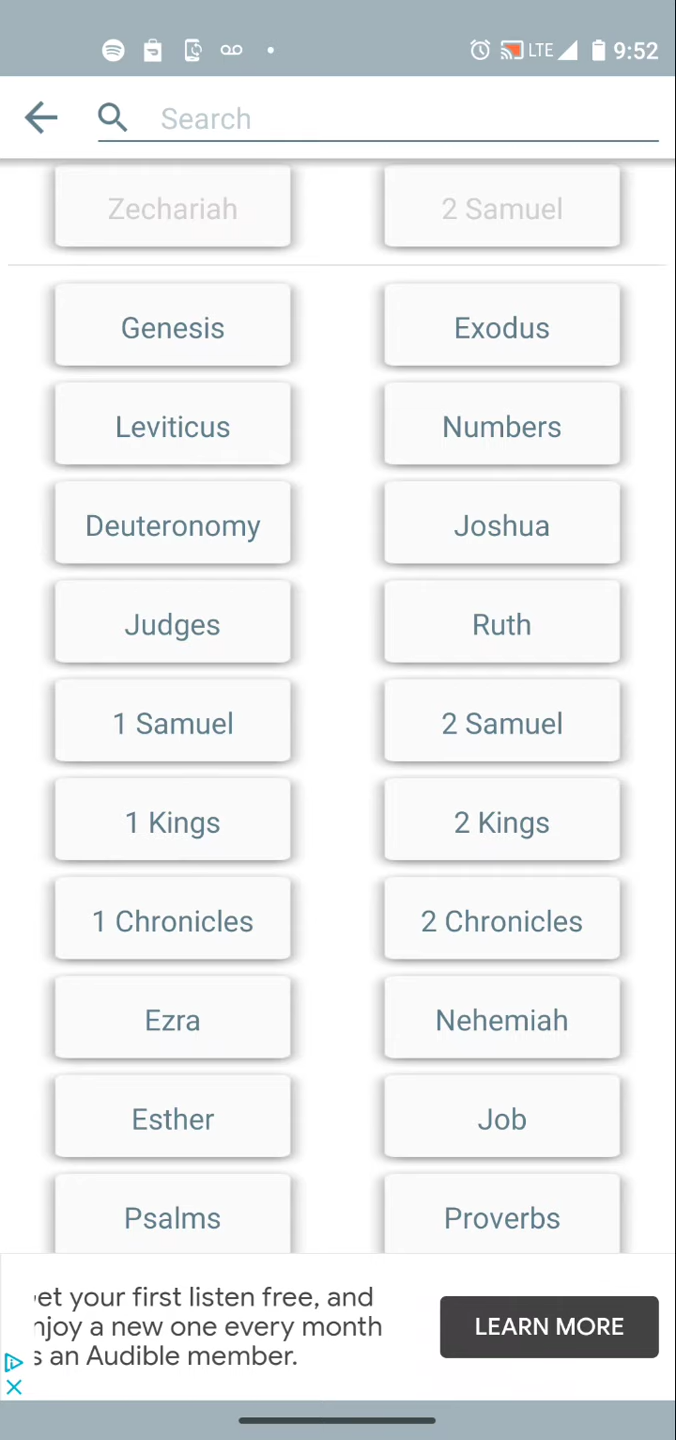 LTE 9:52
Search
Zechariah 2 Samuel
Genesis Exodus
Leviticus Numbers
Deuteronomy Joshua
Judges Ruth
1 Samuel 2 Samuel
1 Kings 2 Kings
1 Chronicles 2 Chronicles
Ezra Nehemiah
Esther Job
Psalms Proverbs
et your first listen free, and
njoy a new one every month
s an Audible member.
LEARN MORE